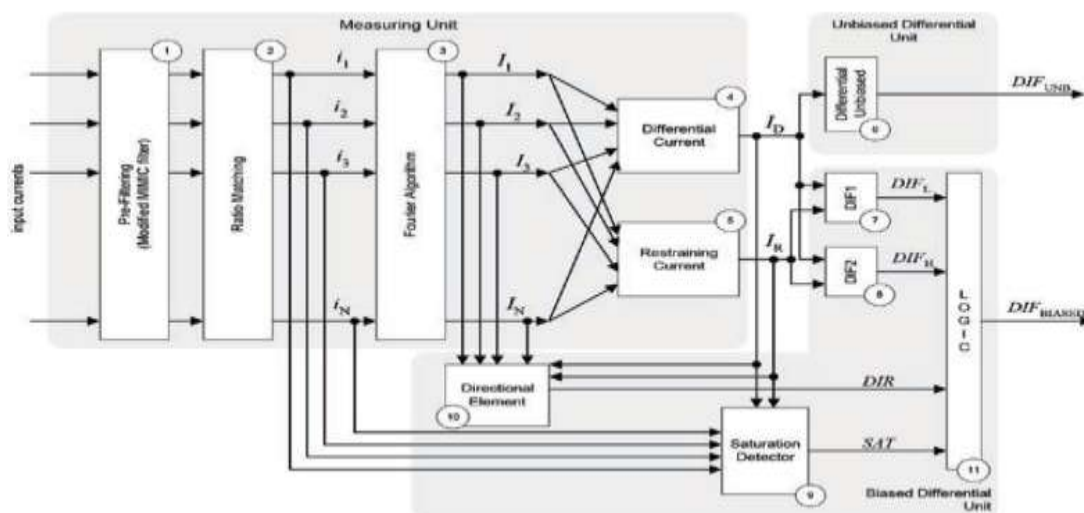 Measuring Unit
Unbiased Differential
Unit
1
2
3
4
5
6
7
8
9
10
11
input currents
Pre-Filtering
(Modified MIMIC filter)
Ratio Matching
Fourier Algorithm
i1
i2
i3
iN
I1
I2
I3
IN
Differential
Current
Restraining
Current
ID
IR
Differential
Unbiased
DIFUNB
DIF1
DIFL
DIF2
DIFH
LOGIC
DIFBIASED
Directional
Element
DIR
Saturation
Detector
SAT
Biased Differential
Unit